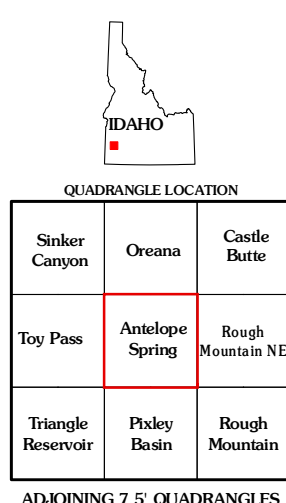 IDAHO
QUADRANGLE LOCATION
Sinker
Canyon
Oreana
Castle
Butte
Toy Pass
Antelope
Spring
Rough
Mountain NE
Triangle
Reservoir
Pixley
Basin
Rough
Mountain
ADJOINING 7.5' QUADRANGLES